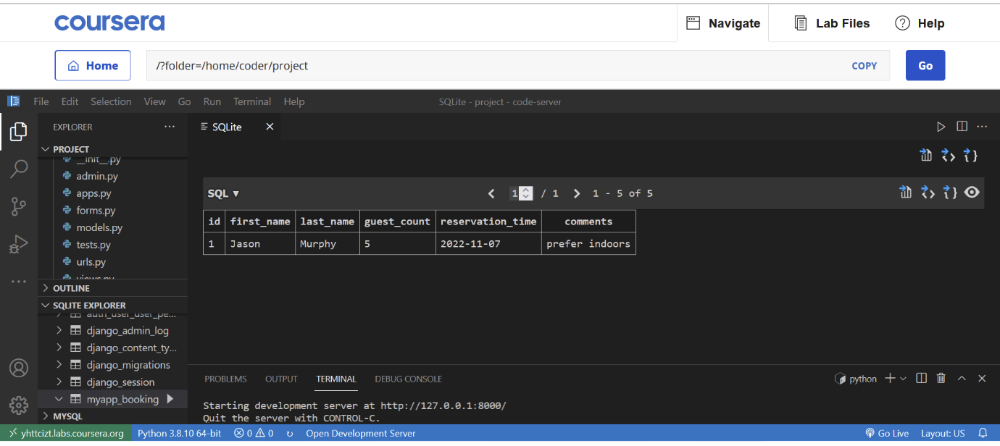 coursera
Navigate
Lab Files
Help
Home
/?folder=/home/coder/project
COPY
Go
File Edit Selection View Go Run Terminal Help
SQLite - project - code-server
EXPLORER
SQLite
PROJECT
__init__.py
admin.py
apps.py
forms.py
models.py
tests.py
urls.py
views.py
OUTLINE
SQLITE EXPLORER
auth_user_user_pe...
django_admin_log
django_content_ty...
django_migrations
django_session
myapp_booking
MYSQL
SQL ▼
1 / 1 1 - 5 of 5
id first_name last_name guest_count reservation_time comments
1 Jason Murphy 5 2022-11-07 prefer indoors
PROBLEMS OUTPUT TERMINAL DEBUG CONSOLE
python
Starting development server at http://127.0.0.1:8000/
Quit the server with CONTROL-C.
yhttcizt.labs.coursera.org Python 3.8.10 64-bit 0 0 Open Development Server Go Live Layout: US